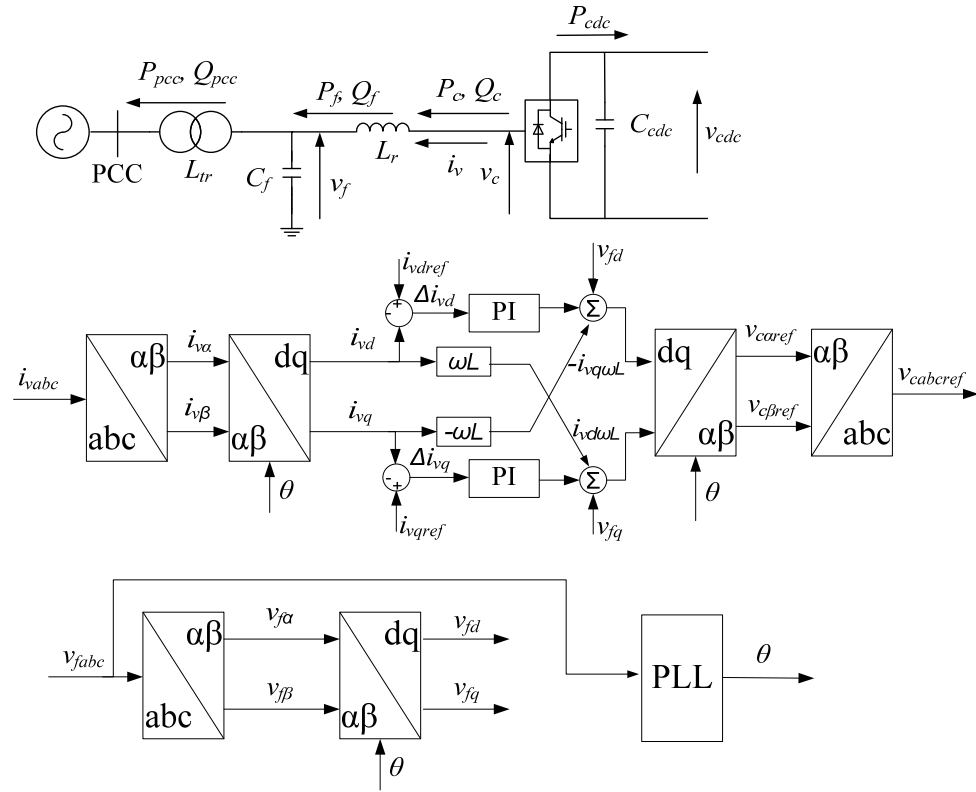 P_cdc
P_pcc, Q_pcc
P_f, Q_f
P_c, Q_c
PCC
L_tr
C_f
v_f
L_r
i_v
v_c
C_cdc
v_cdc
i_vdref
v_fd
+
-
Δi_vd
PI
Σ
i_vabc
αβ
abc
i_vα
i_vβ
dq
αβ
θ
i_vd
ωL
-i_vqωL
i_vq
-ωL
i_vdωL
Δi_vq
-
+
PI
Σ
i_vqref
v_fq
dq
αβ
θ
v_cαref
v_cβref
αβ
abc
v_cabcref
v_fabc
αβ
abc
v_fα
v_fβ
dq
αβ
θ
v_fd
v_fq
PLL
θ